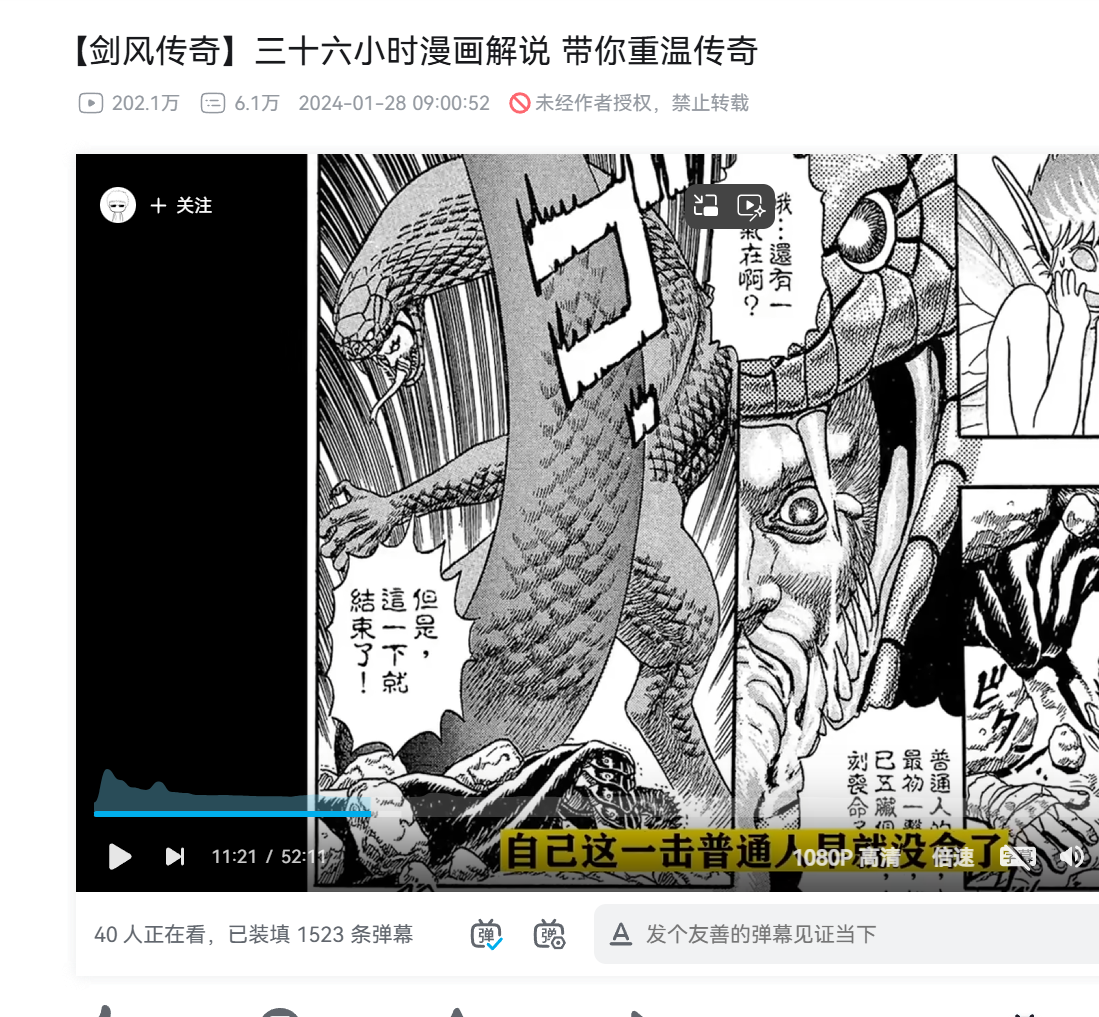 【剑风传奇】三十六小时漫画解说 带你重温传奇
202.1万 6.1万 2024-01-28 09:00:52 未经作者授权，禁止转载
+ 关注
還有一
氣在啊？
但是，
這一下就
結束了！
ビクッ
普通人的
最初一擊
已五臟俱
刻喪命
自己这一击普通人早就没命了
11:21 / 52:11
1080P 高清 倍速 字幕
40 人正在看，已装填 1523 条弹幕
弹 弹
A 发个友善的弹幕见证当下